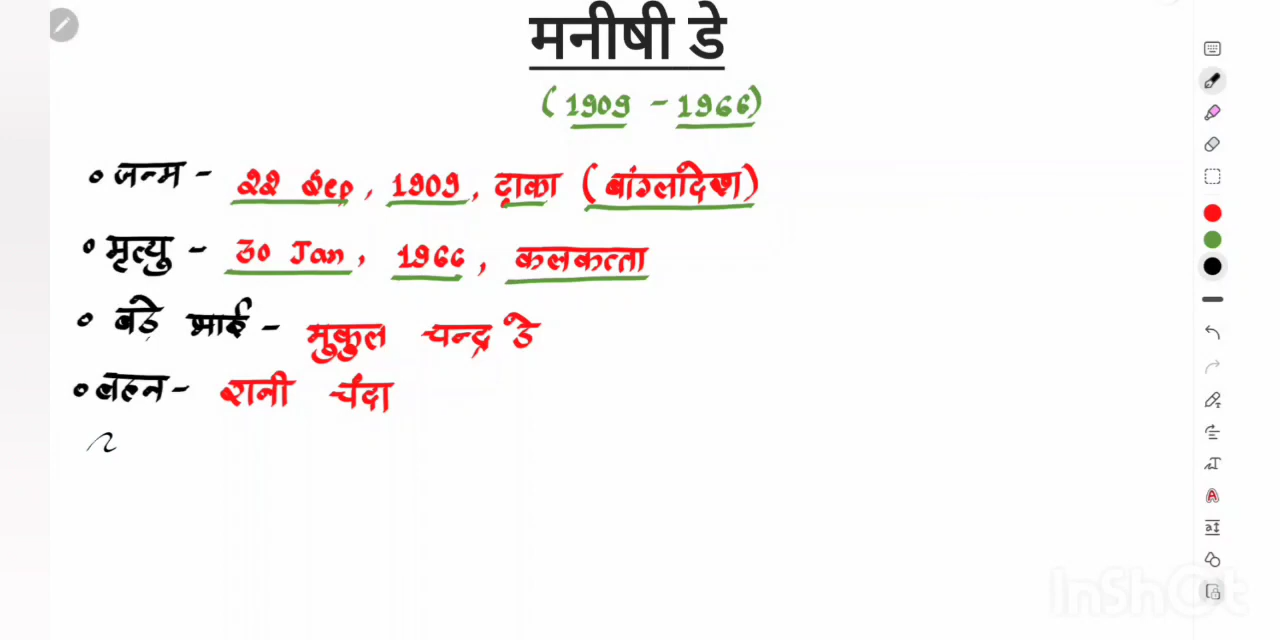 मनीषी डे
(1909 - 1966)
जन्म - 22 Sep, 1909, ढ़ाका (बांग्लादेश)
मृत्यु - 30 Jan, 1966, कलकत्ता
बड़े भाई - मुकुल चन्द्र डे
बहन - रानी चंदा
InShOt